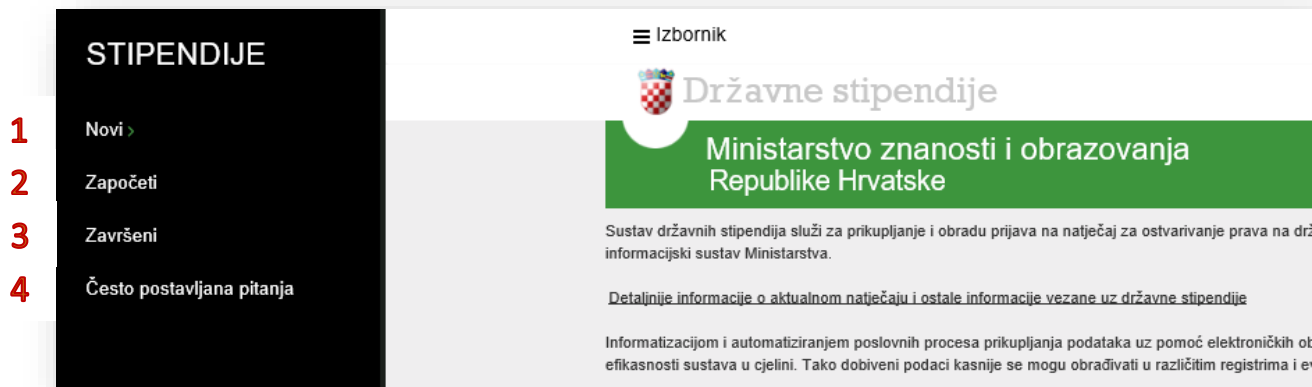 STIPENDIJE
1 Novi >
2 Započeti
3 Završeni
4 Često postavljana pitanja
Izbornik
Državne stipendije
Ministarstvo znanosti i obrazovanja
Republike Hrvatske
Sustav državnih stipendija služi za prikupljanje i obradu prijava na natječaj za ostvarivanje prava na
informacijski sustav Ministarstva.
Detaljnije informacije o aktualnom natječaju i ostale informacije vezane uz državne stipendije
Informatizacijom i automatiziranjem poslovnih procesa prikupljanja podataka uz pomoć elektroničkih
efikasnosti sustava u cjelini. Tako dobiveni podaci kasnije se mogu obrađivati u različitim registrima i